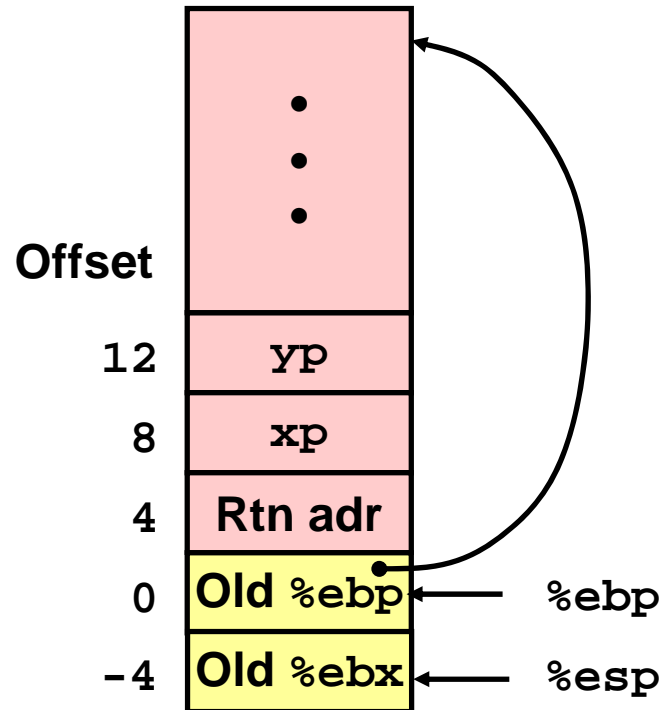 Offset
12 yp
8 xp
4 Rtn adr
0 Old %ebp %ebp
-4 Old %ebx %esp